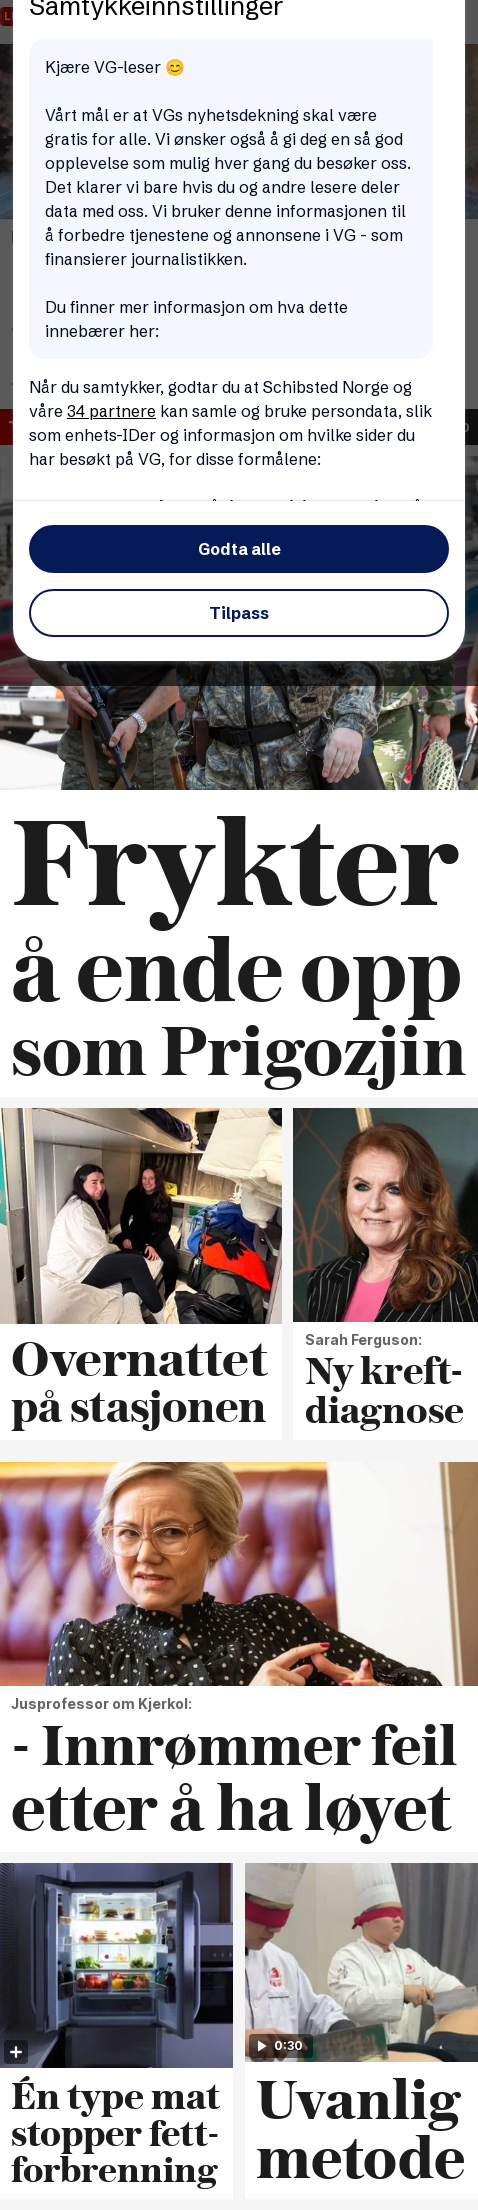 Samtykkeinnstillinger
Kjære VG-leser 😊
Vårt mål er at VGs nyhetsdekning skal være
gratis for alle. Vi ønsker også å gi deg en så god
opplevelse som mulig hver gang du besøker oss.
Det klarer vi bare hvis du og andre lesere deler
data med oss. Vi bruker denne informasjonen til
å forbedre tjenestene og annonsene i VG - som
finansierer journalistikken.
Du finner mer informasjon om hva dette
innebærer her:
Når du samtykker, godtar du at Schibsted Norge og
våre 34 partnere kan samle og bruke persondata, slik
som enhets-IDer og informasjon om hvilke sider du
har besøkt på VG, for disse formålene:
Godta alle
Tilpass
Frykter
å ende opp
som Prigozjin
Overnattet
på stasjonen
Sarah Ferguson:
Ny kreft-
diagnose
Jusprofessor om Kjerkol:
- Innrømmer feil
etter å ha løyet
Én type mat
stopper fett-
forbrenning
0:30
Uvanlig
metode